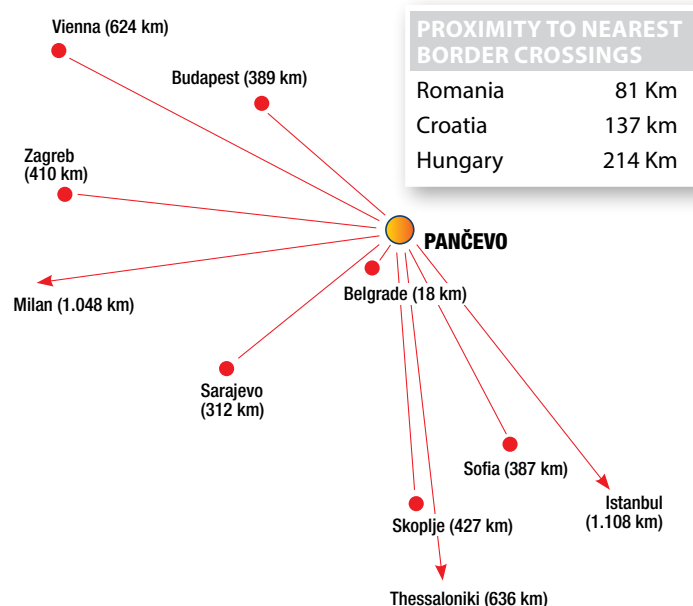 Vienna (624 km)
PROXIMITY TO NEAREST
BORDER CROSSINGS
Budapest (389 km)
Romania 81 Km
Croatia 137 km
Hungary 214 Km
Zagreb
(410 km)
PANČEVO
Milan (1.048 km)
Belgrade (18 km)
Sarajevo
(312 km)
Sofia (387 km)
Istanbul
(1.108 km)
Skoplje (427 km)
Thessaloniki (636 km)